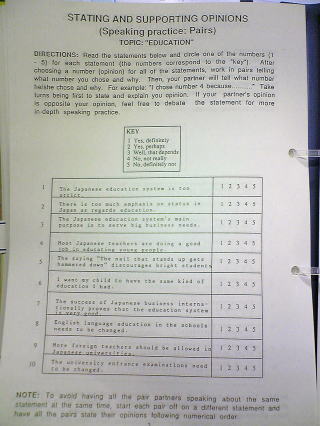 STATING AND SUPPORTING OPINIONS
(Speaking practice: Pairs)
TOPIC: "EDUCATION"
DIRECTIONS: Read the statements below and circle one of the numbers (1
- 5) for each statement (the numbers correspond to the "key"). After
choosing a number (opinion) for all of the statements, work in pairs telling
what number you chose and why. Then, your partner will tell what number
he/she chose and why. For example: "I chose number 4 because.........." Take
turns being first to state and explain you opinion. If your partner's opinion
is opposite your opinion, feel free to debate the statement for more
in-depth speaking practice.
KEY
1 Yes, definitely
2 Yes, perhaps
3 Well, that depends
4 No, not really
5 No, definitely not
1 The Japanese education system is too strict. 1 2 3 4 5
2 There is too much emphasis on status in
Japan as regards education. 1 2 3 4 5
3 The Japanese education system's main
purpose is to serve big business needs. 1 2 3 4 5
4 Most Japanese teachers are doing a good
job in educating young people. 1 2 3 4 5
5 The saying "The nail that stands up gets
hammered down" discourages bright students 1 2 3 4 5
6 I want my child to have the same kind of
education I had. 1 2 3 4 5
7 The success of Japanese business interna-
tionally proves that the education system
is very good. 1 2 3 4 5
8 English language education in the schools
needs to be changed. 1 2 3 4 5
9 More foreign teachers should be allowed in
Japanese universities. 1 2 3 4 5
10 The university entrance examinations need
to be changed. 1 2 3 4 5
NOTE: To avoid having all the pair partners speaking about the same
statement at the same time, start each pair off on a different statement and
have all the pairs state their opinions following numerical order.